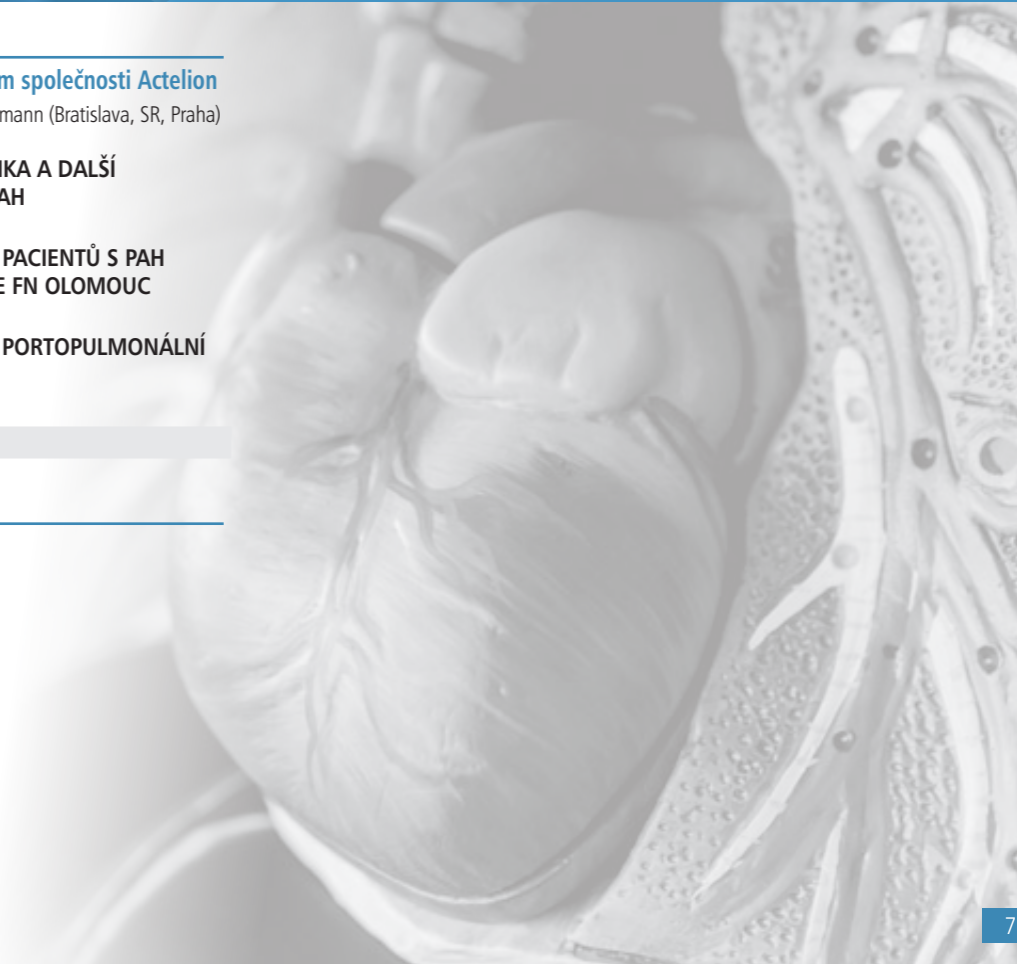 m společnosti Actelion
mann (Bratislava, SR, Praha)
IKA A DALŠÍ
AH
PACIENTŮ S PAH
E FN OLOMOUC
PORTOPULMONÁLNÍ
7